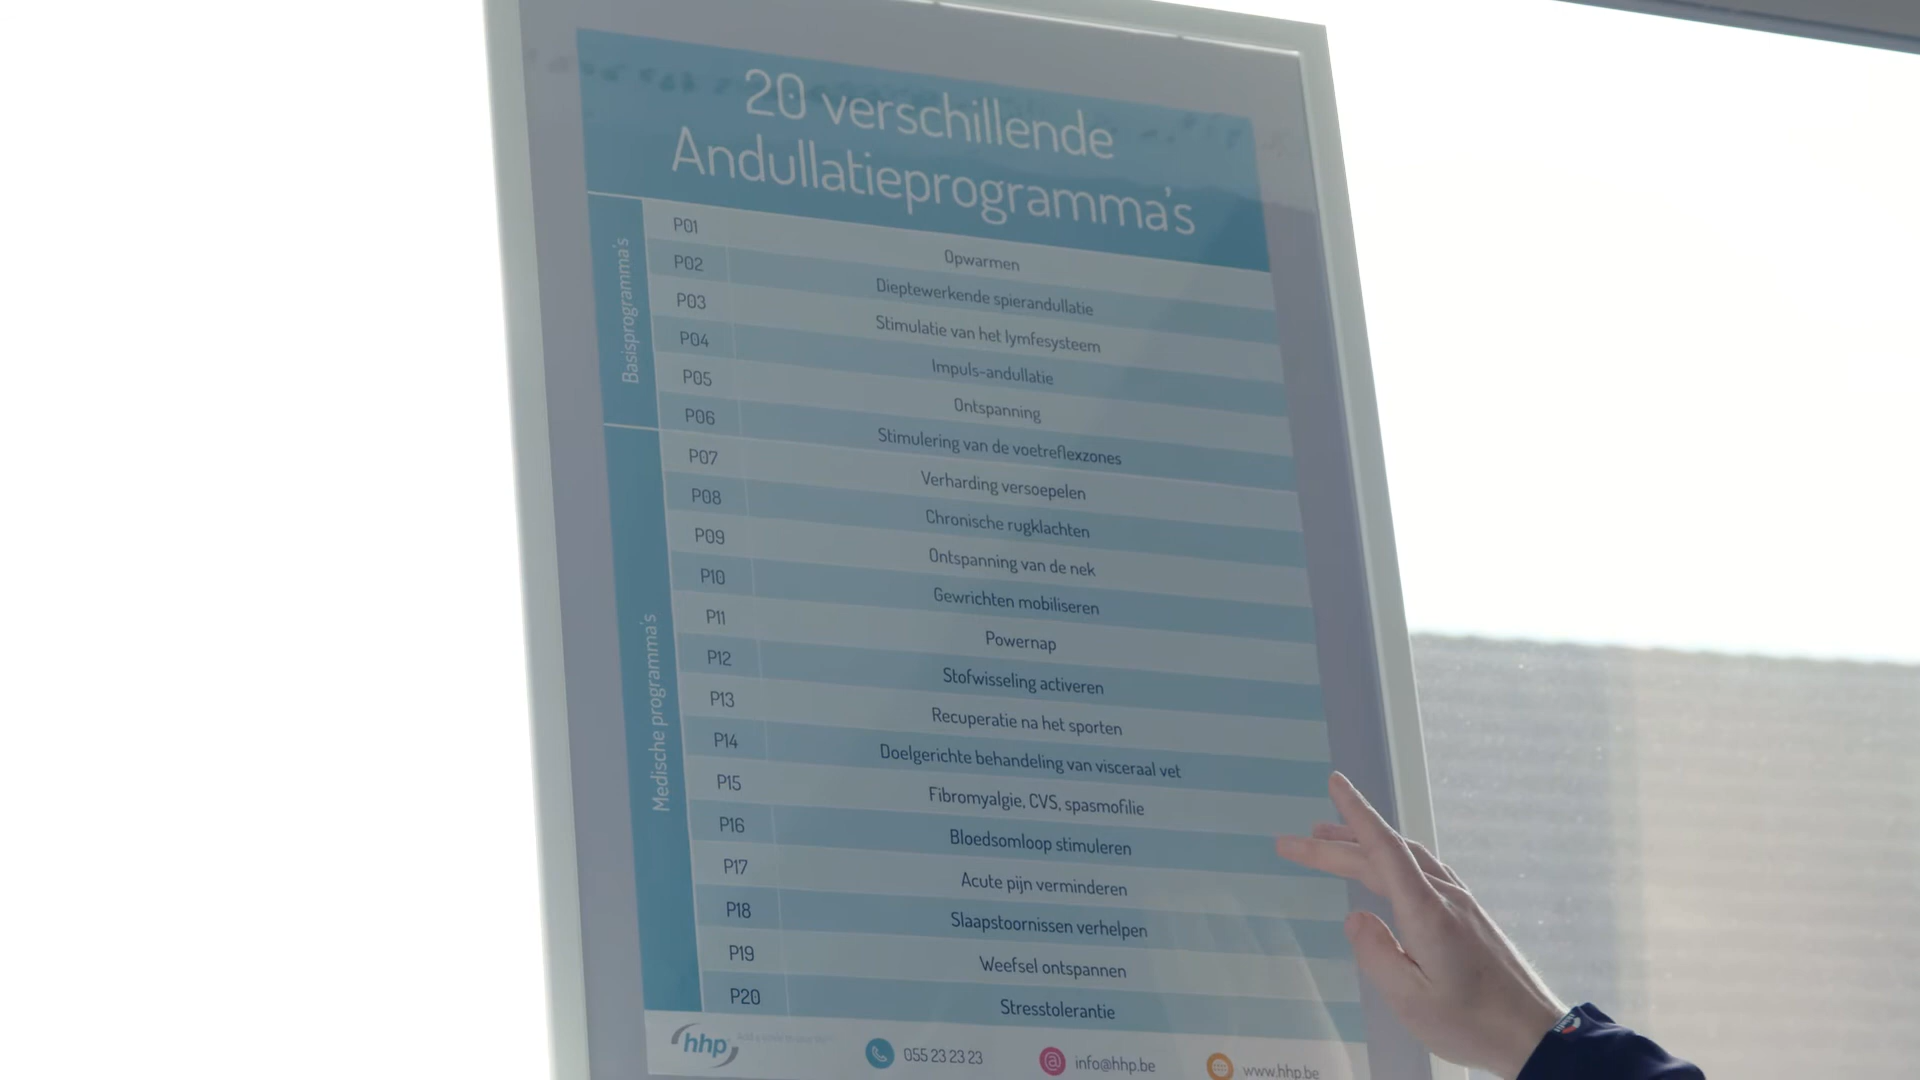 20 verschillende
Andullatieprogramma's
Basisprogramma's
P01 Opwarmen
P02 Dieptewerkende spierandullatie
P03 Stimulatie van het lymfesysteem
P04 Impuls-andullatie
P05 Ontspanning
P06 Stimulering van de voetreflexzones
Medische programma's
P07 Verharding versoepelen
P08 Chronische rugklachten
P09 Ontspanning van de nek
P10 Gewrichten mobiliseren
P11 Powernap
P12 Stofwisseling activeren
P13 Recuperatie na het sporten
P14 Doelgerichte behandeling van visceraal vet
P15 Fibromyalgie, CVS, spasmofilie
P16 Bloedsomloop stimuleren
P17 Acute pijn verminderen
P18 Slaapstoornissen verhelpen
P19 Weefsel ontspannen
P20 Stresstolerantie
hhp 055 23 23 23 info@hhp.be www.hhp.be